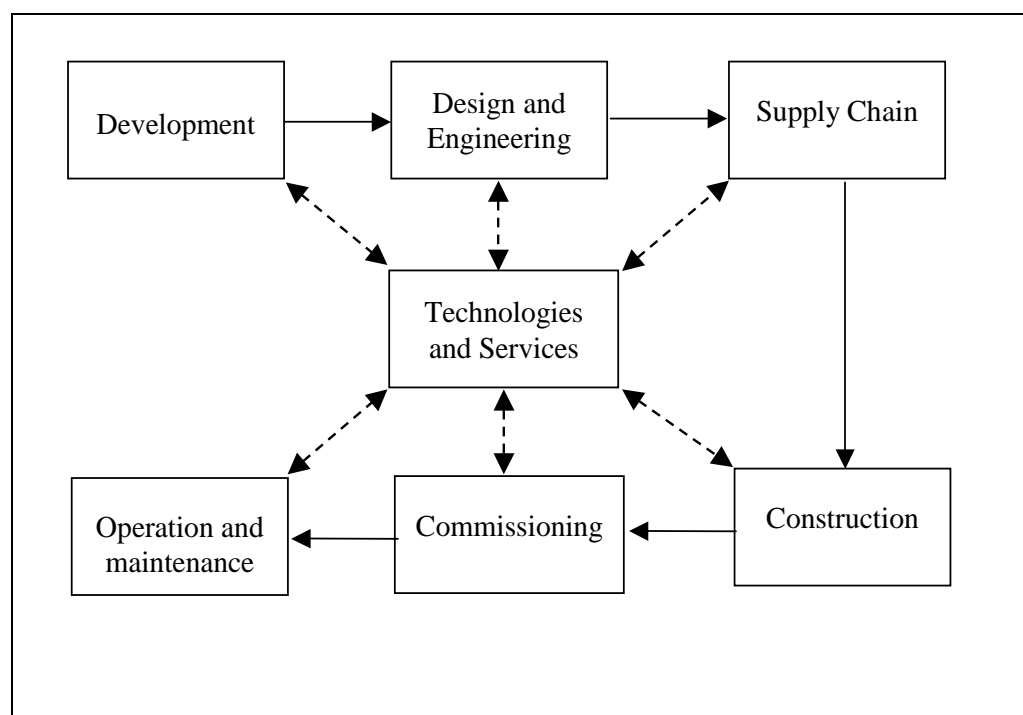 Development
Design and
Engineering
Supply Chain
Technologies
and Services
Operation and
maintenance
Commissioning
Construction